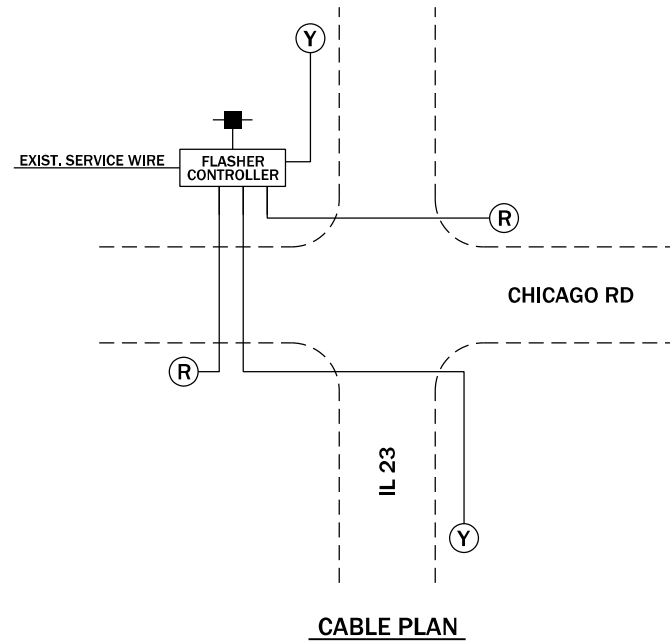 Y
EXIST. SERVICE WIRE
FLASHER
CONTROLLER
R
CHICAGO RD
R
IL 23
Y
CABLE PLAN